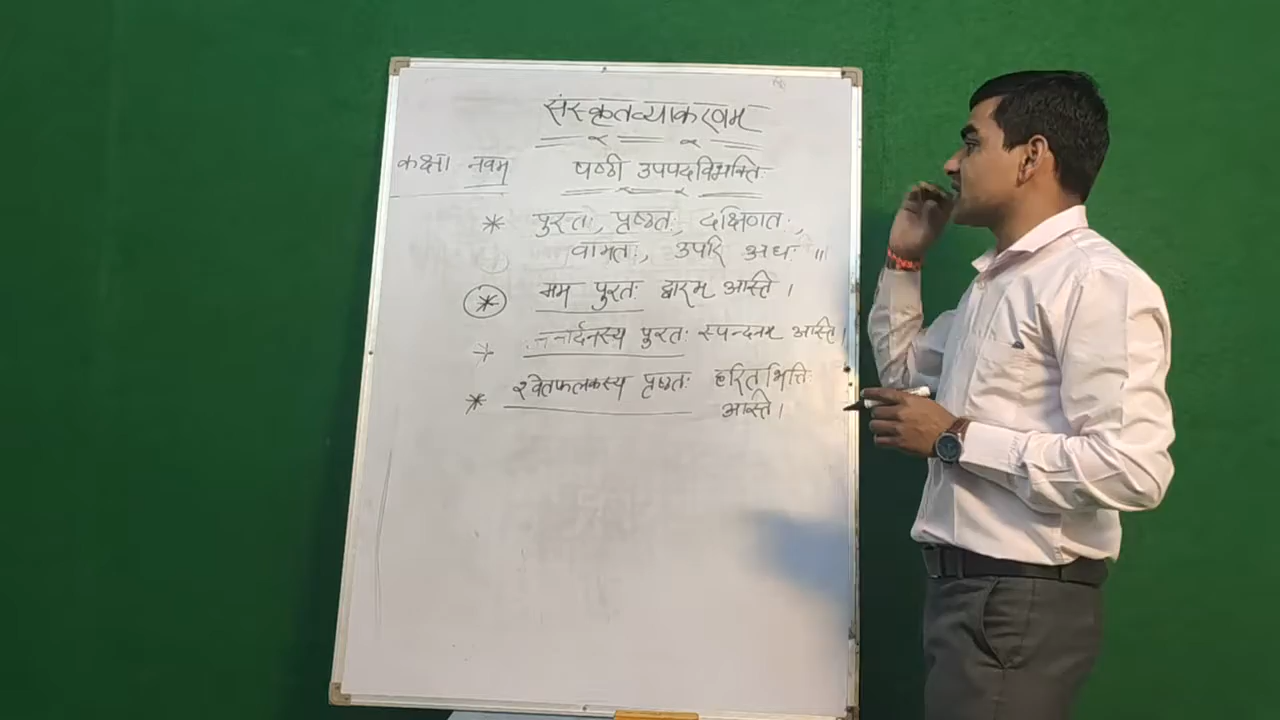 संस्कृतव्याकरणम्
कक्षा नवम्
षष्ठी उपपदविभक्तिः
* पुरतः, पृष्ठतः, दक्षिणतः,
वामतः, उपरि अधः ॥
* मम पुरतः द्वारम् अस्ति ।
जनार्दनस्य पुरतः स्यन्दनम् अस्ति ।
* श्वेतफलकस्य पृष्ठतः हरितभित्तिः
अस्ति ।